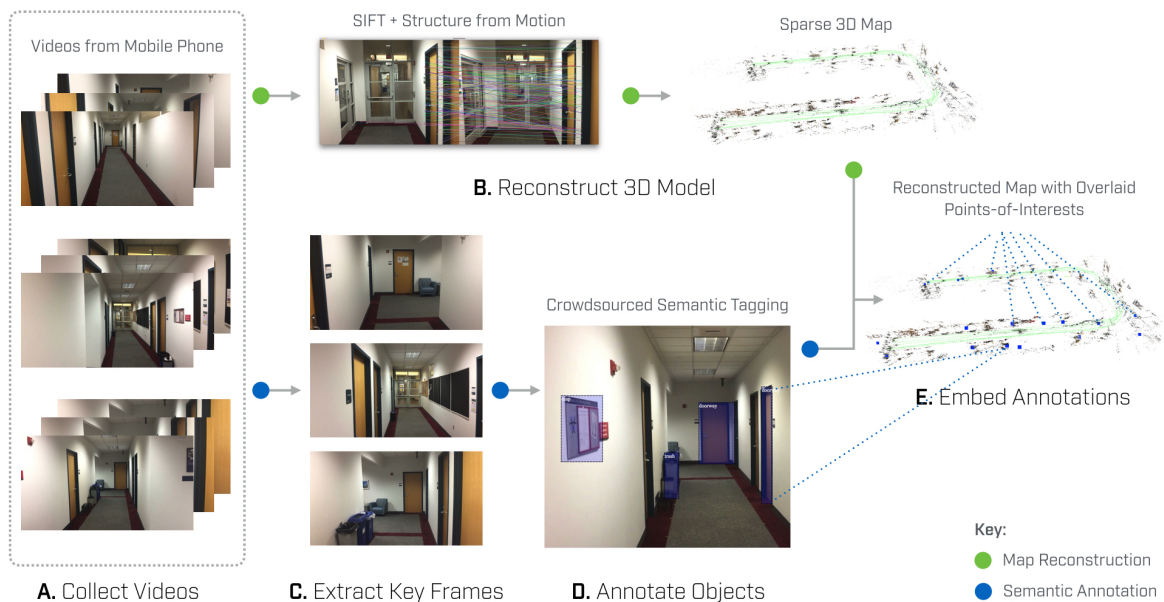 Videos from Mobile Phone
SIFT + Structure from Motion
Sparse 3D Map
B. Reconstruct 3D Model
Reconstructed Map with Overlaid
Points-of-Interests
Crowdsourced Semantic Tagging
doorway
doorway
trash
E. Embed Annotations
Key:
Map Reconstruction
Semantic Annotation
A. Collect Videos
C. Extract Key Frames
D. Annotate Objects